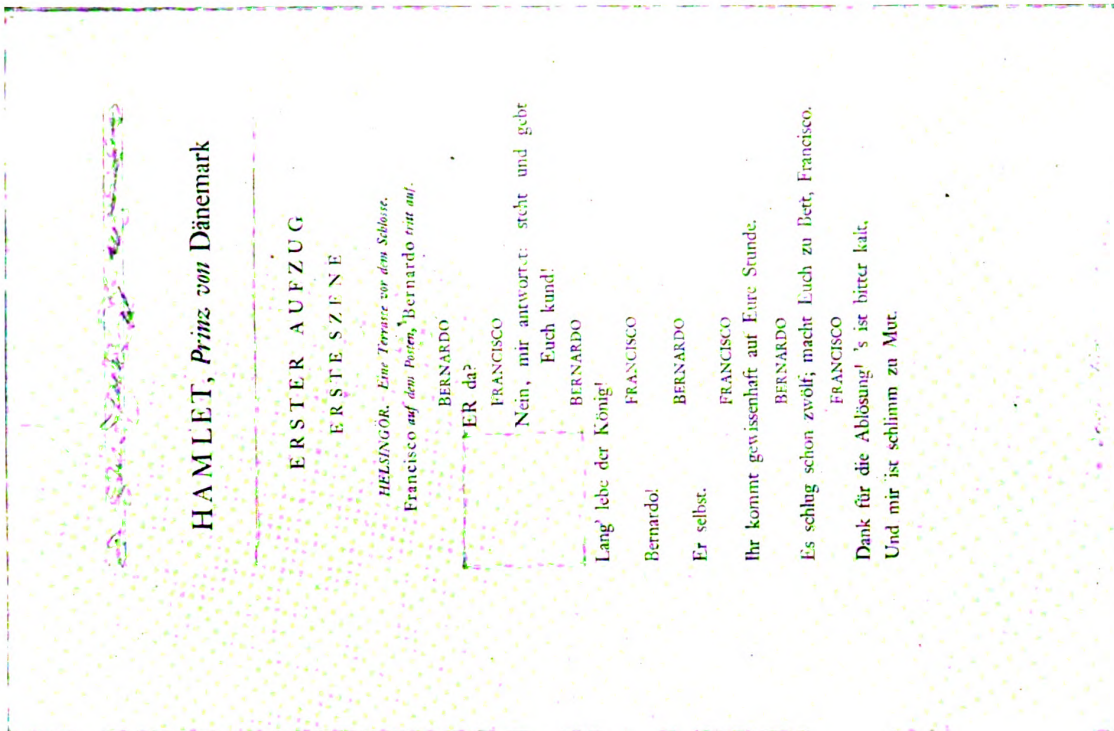 HAMLET, Prinz von Dänemark
ERSTER AUFZUG
ERSTE SZENE
HELSINGÖR. Eine Terrasse vor dem Schlosse.
Francisco auf dem Posten, Bernardo tritt auf.
BERNARDO
ER da?
FRANCISCO
Nein, mir antwortet: steht und gebt
Euch kund!
BERNARDO
Lang' lebe der König!
FRANCISCO
Bernardo!
BERNARDO
Er selbst.
FRANCISCO
Ihr kommt gewissenhaft auf Eure Stunde.
BERNARDO
Es schlug schon zwölf; macht Euch zu Bett, Francisco.
FRANCISCO
Dank für die Ablösung! 's ist bitter kalt,
Und mir ist schlimm zu Mut.